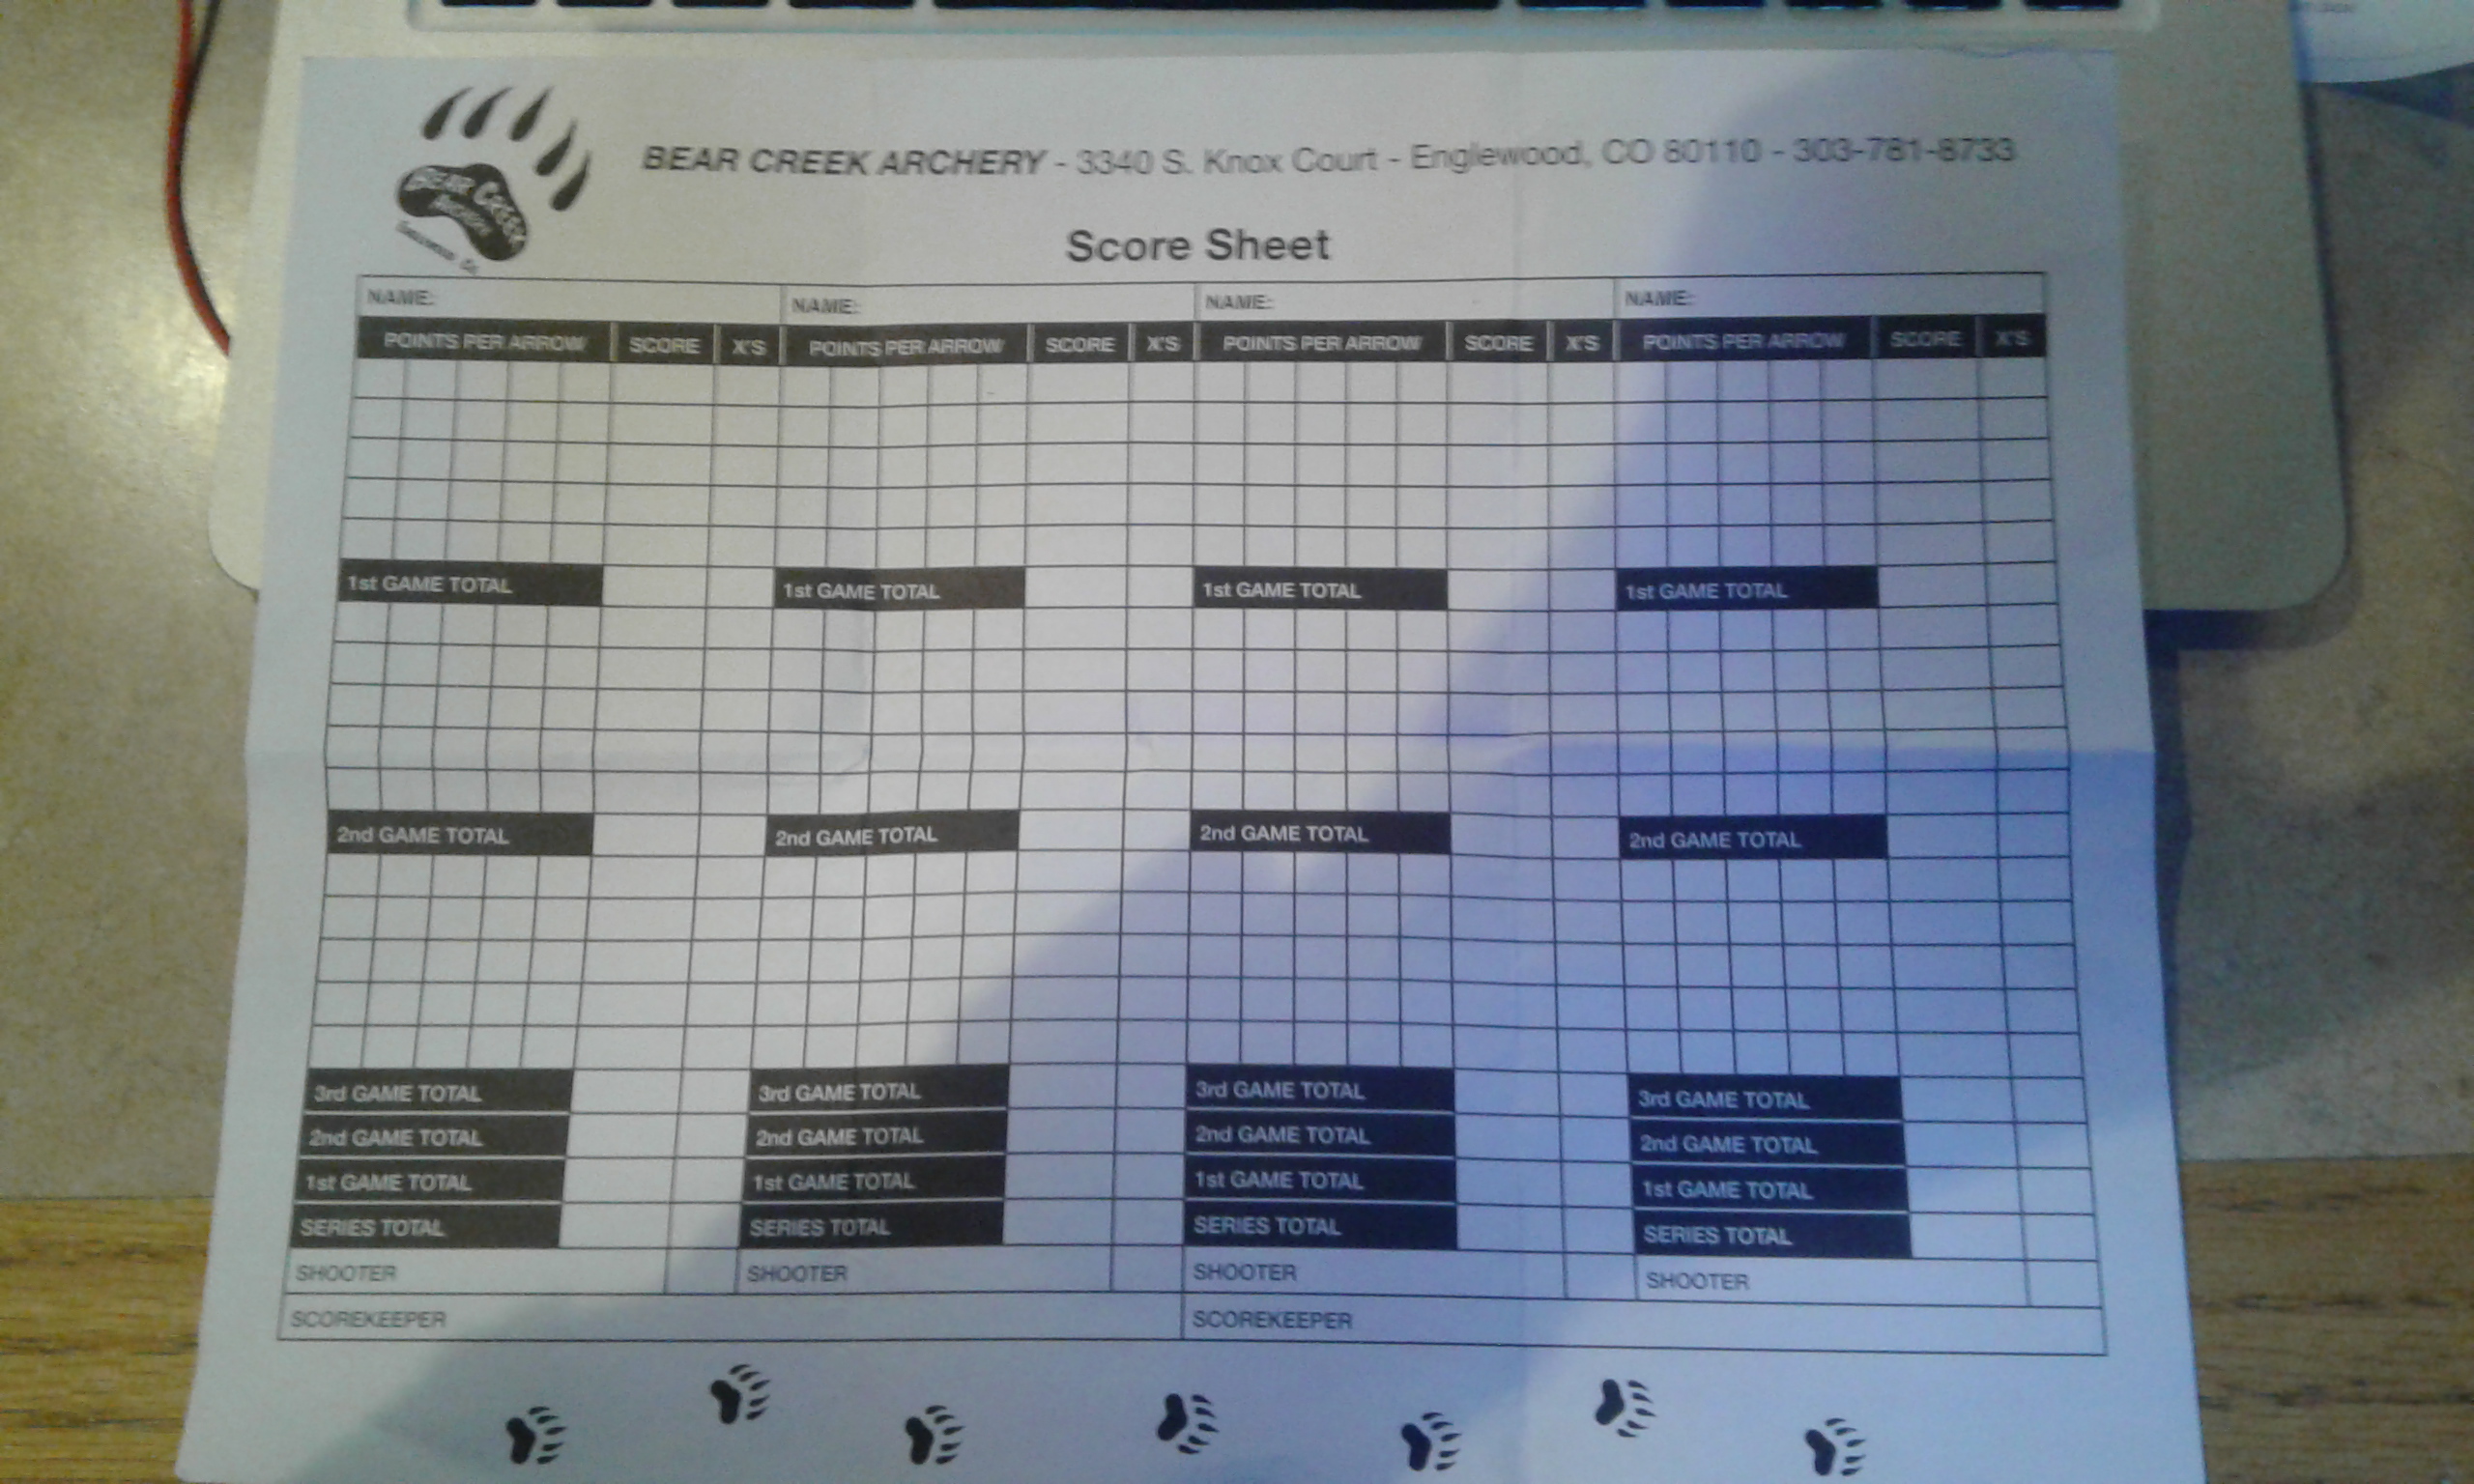 BEAR CREEK ARCHERY
BEAR CREEK ARCHERY - 3340 S. Knox Court - Englewood, CO 80110 - 303-781-8733
Score Sheet
NAME: NAME: NAME: NAME:
POINTS PER ARROW SCORE X'S POINTS PER ARROW SCORE X'S POINTS PER ARROW SCORE X'S POINTS PER ARROW SCORE X'S
1st GAME TOTAL 1st GAME TOTAL 1st GAME TOTAL 1st GAME TOTAL
2nd GAME TOTAL 2nd GAME TOTAL 2nd GAME TOTAL 2nd GAME TOTAL
3rd GAME TOTAL 3rd GAME TOTAL 3rd GAME TOTAL 3rd GAME TOTAL
2nd GAME TOTAL 2nd GAME TOTAL 2nd GAME TOTAL 2nd GAME TOTAL
1st GAME TOTAL 1st GAME TOTAL 1st GAME TOTAL 1st GAME TOTAL
SERIES TOTAL SERIES TOTAL SERIES TOTAL SERIES TOTAL
SHOOTER SHOOTER SHOOTER SHOOTER
SCOREKEEPER SCOREKEEPER